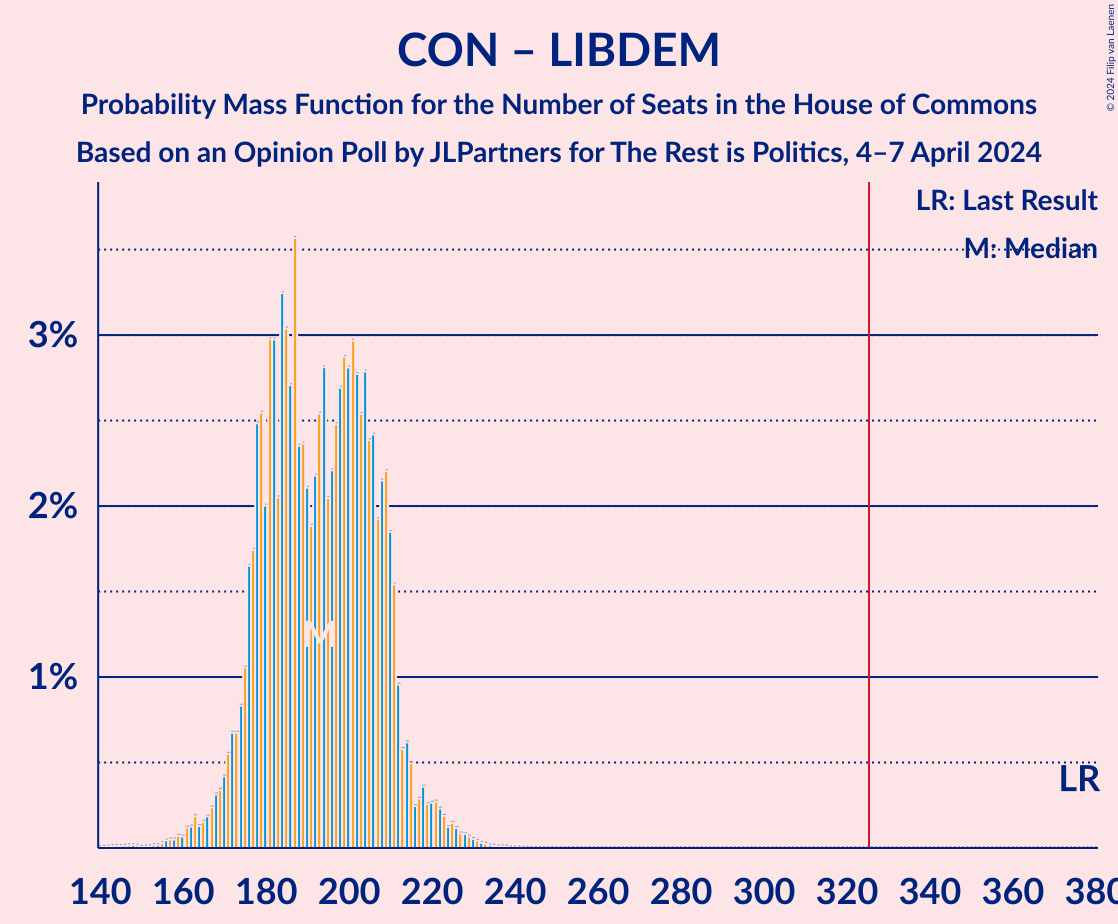 CON – LIBDEM
Probability Mass Function for the Number of Seats in the House of Commons
Based on an Opinion Poll by JLPartners for The Rest is Politics, 4–7 April 2024
© 2024 Filip van Laenen
LR: Last Result
M: Median
3%
2%
1%
M
LR
140 160 180 200 220 240 260 280 300 320 340 360 380